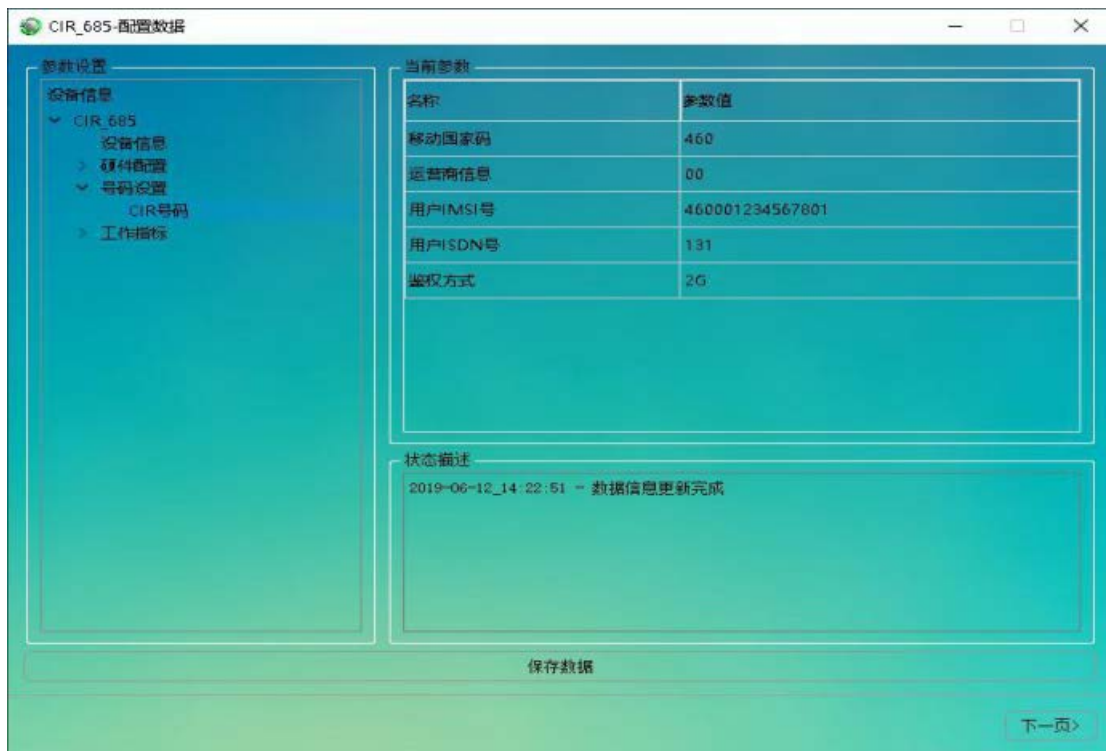 CIR_685-配置数据
参数设置
设备信息
CIR_685
设备信息
硬件配置
号码设置
CIR号码
工作指标
当前参数
名称 参数值
移动国家码 460
运营商信息 00
用户IMSI号 460001234567801
用户ISDN号 131
鉴权方式 2G
状态描述
2019-06-12_14:22:51 - 数据信息更新完成
保存数据
下一页>